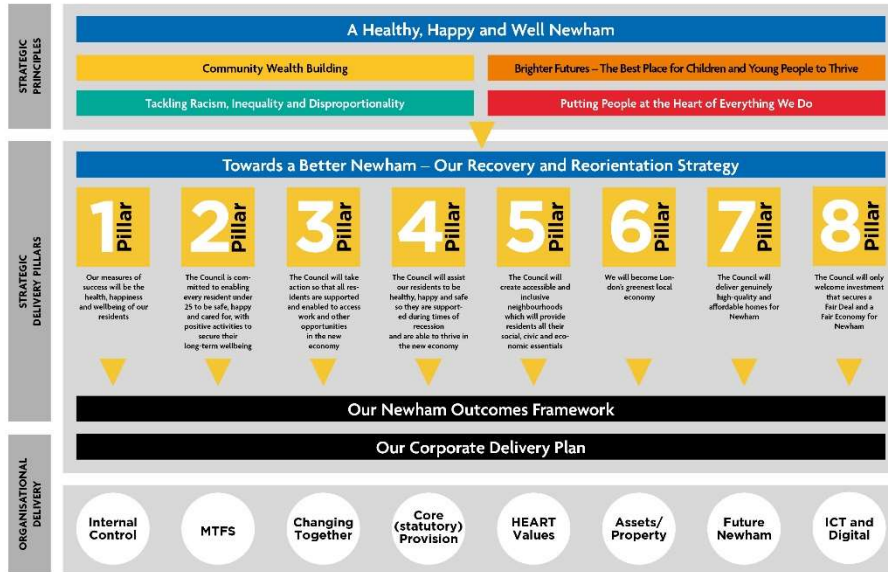 STRATEGIC
PRINCIPLES
A Healthy, Happy and Well Newham
Community Wealth Building
Brighter Futures – The Best Place for Children and Young People to Thrive
Tackling Racism, Inequality and Disproportionality
Putting People at the Heart of Everything We Do
STRATEGIC
DELIVERY PILLARS
Towards a Better Newham – Our Recovery and Reorientation Strategy
1 Pillar
Our measures of
success will be the
health, happiness
and wellbeing of our
residents
2 Pillar
The Council is com-
mitted to enabling
every resident under
25 to be safe, happy
and cared for, with
positive activities to
secure their
long-term wellbeing
3 Pillar
The Council will take
action so that all res-
idents are supported
and enabled to access
work and other
opportunities
in the new
economy
4 Pillar
The Council will assist
our residents to be
healthy, happy and safe
so they are support-
ed during times of
recession
and are able to thrive in
the new economy
5 Pillar
The Council will
create accessible and
inclusive
neighbourhoods
which will provide
residents all their
social, civic and eco-
nomic essentials
6 Pillar
We will become Lon-
don's greenest local
economy
7 Pillar
The Council will
deliver genuinely
high-quality and
affordable homes for
Newham
8 Pillar
The Council will only
welcome investment
that secures a
Fair Deal and a
Fair Economy for
Newham
Our Newham Outcomes Framework
ORGANISATIONAL
DELIVERY
Our Corporate Delivery Plan
Internal
Control
MTFS
Changing
Together
Core
(statutory)
Provision
HEART
Values
Assets/
Property
Future
Newham
ICT and
Digital